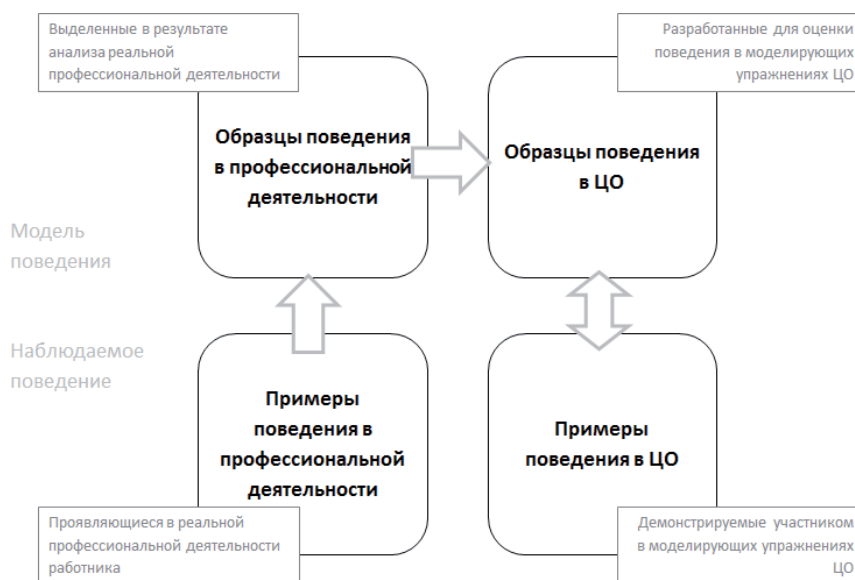 Выделенные в результате
анализа реальной
профессиональной деятельности
Разработанные для оценки
поведения в моделирующих
упражнениях ЦО
Образцы поведения
в профессиональной
деятельности
Образцы поведения
в ЦО
Модель
поведения
Наблюдаемое
поведение
Примеры
поведения в
профессиональной
деятельности
Примеры
поведения в ЦО
Проявляющиеся в реальной
профессиональной деятельности
работника
Демонстрируемые участником
в моделирующих упражнениях
ЦО